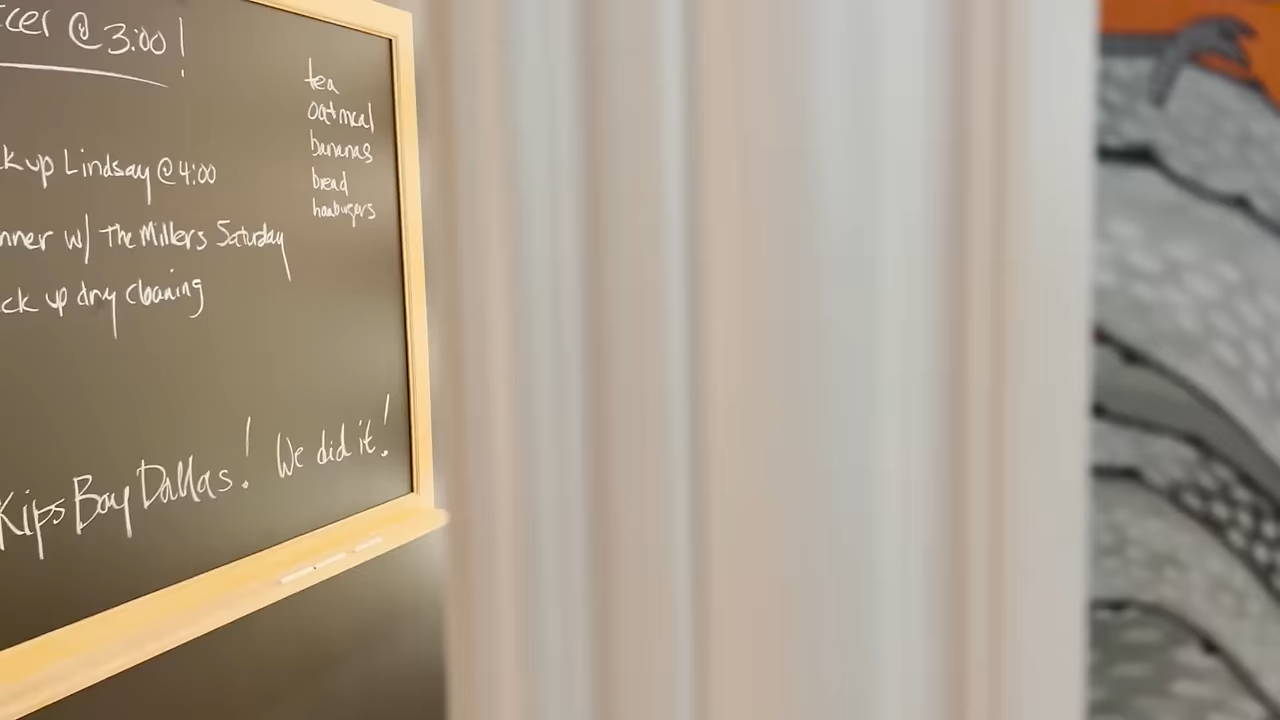 cer @ 3:00!
kup Lindsay @ 4:00
nner w/ The Millers Saturday
ck up dry cleaning
tea
oatmeal
bananas
bread
hamburgers
Kips Bay Dallas! We did it!